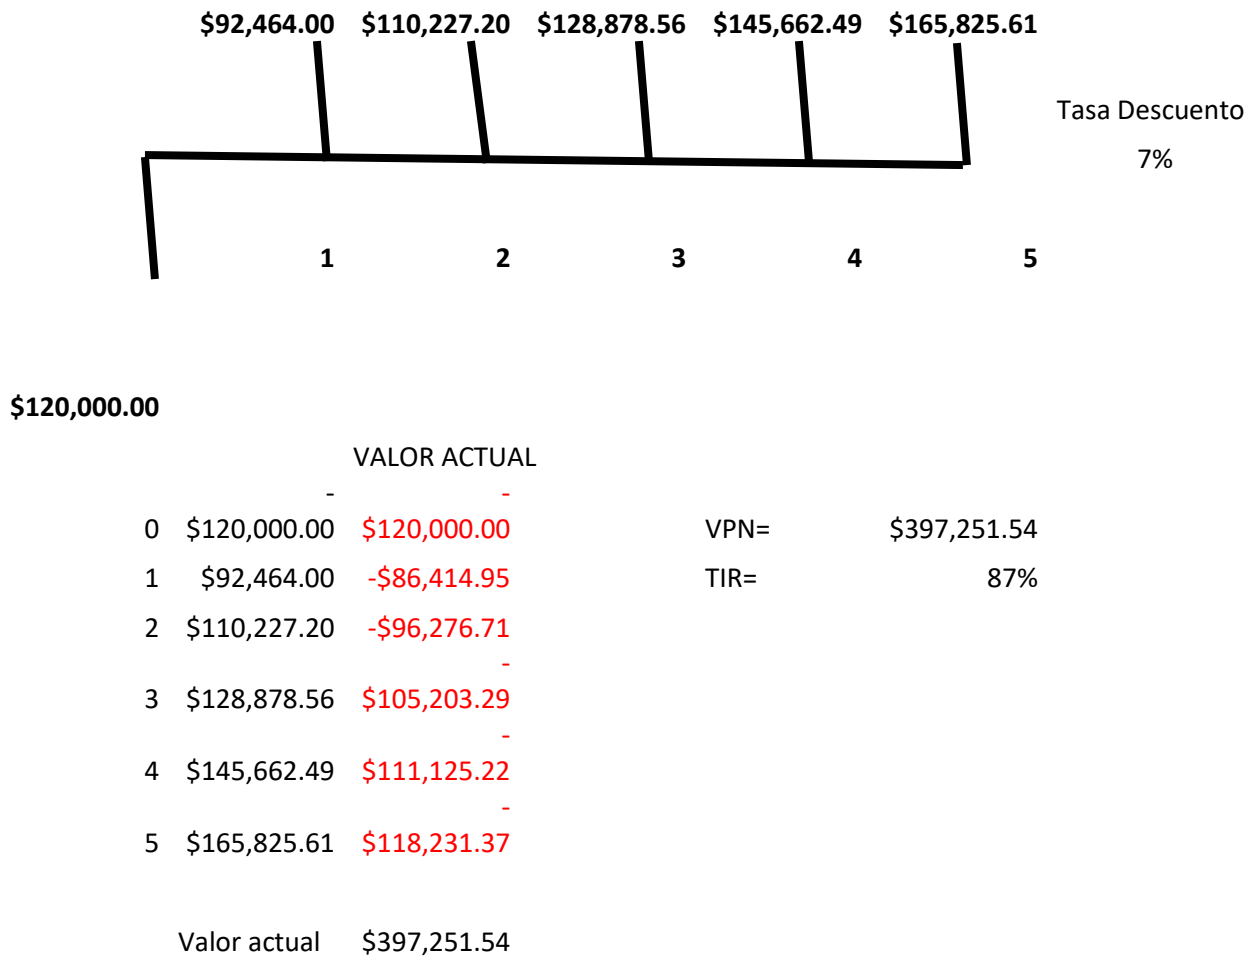 $92,464.00 $110,227.20 $128,878.56 $145,662.49 $165,825.61
Tasa Descuento
7%
1 2 3 4 5
$120,000.00
VALOR ACTUAL
- -
0 $120,000.00 $120,000.00 VPN= $397,251.54
1 $92,464.00 -$86,414.95 TIR= 87%
2 $110,227.20 -$96,276.71
-
3 $128,878.56 $105,203.29
-
4 $145,662.49 $111,125.22
-
5 $165,825.61 $118,231.37
Valor actual $397,251.54